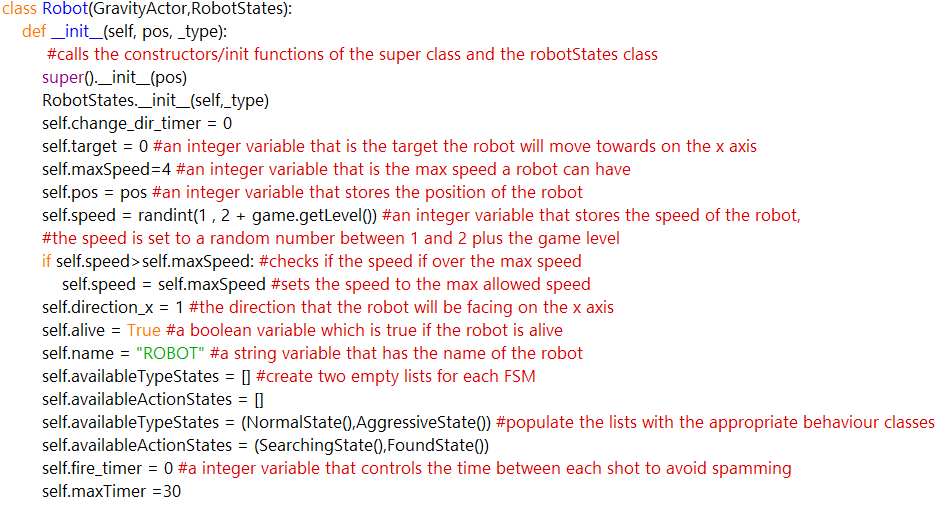 class Robot(GravityActor,RobotStates):
    def __init__(self, pos, _type):
         #calls the constructors/init functions of the super class and the robotStates class
        super().__init__(pos)
        RobotStates.__init__(self,_type)
        self.change_dir_timer = 0
        self.target = 0 #an integer variable that is the target the robot will move towards on the x axis
        self.maxSpeed=4 #an integer variable that is the max speed a robot can have
        self.pos = pos #an integer variable that stores the position of the robot
        self.speed = randint(1 , 2 + game.getLevel()) #an integer variable that stores the speed of the robot,
        #the speed is set to a random number between 1 and 2 plus the game level
        if self.speed>self.maxSpeed: #checks if the speed if over the max speed
            self.speed = self.maxSpeed #sets the speed to the max allowed speed
        self.direction_x = 1 #the direction that the robot will be facing on the x axis
        self.alive = True #a boolean variable which is true if the robot is alive
        self.name = "ROBOT" #a string variable that has the name of the robot
        self.availableTypeStates = [] #create two empty lists for each FSM
        self.availableActionStates = []
        self.availableTypeStates = (NormalState(),AggressiveState()) #populate the lists with the appropriate behaviour classes
        self.availableActionStates = (SearchingState(),FoundState())
        self.fire_timer = 0 #a integer variable that controls the time between each shot to avoid spamming
        self.maxTimer =30